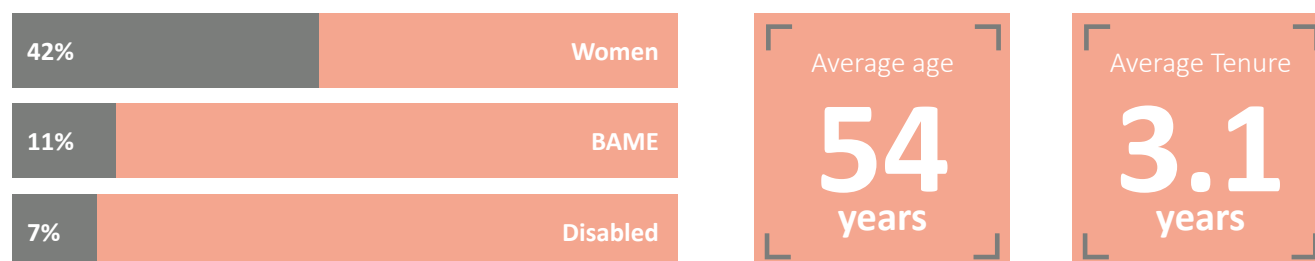 42% Women
11% BAME
7% Disabled
Average age
54
years
Average Tenure
3.1
years